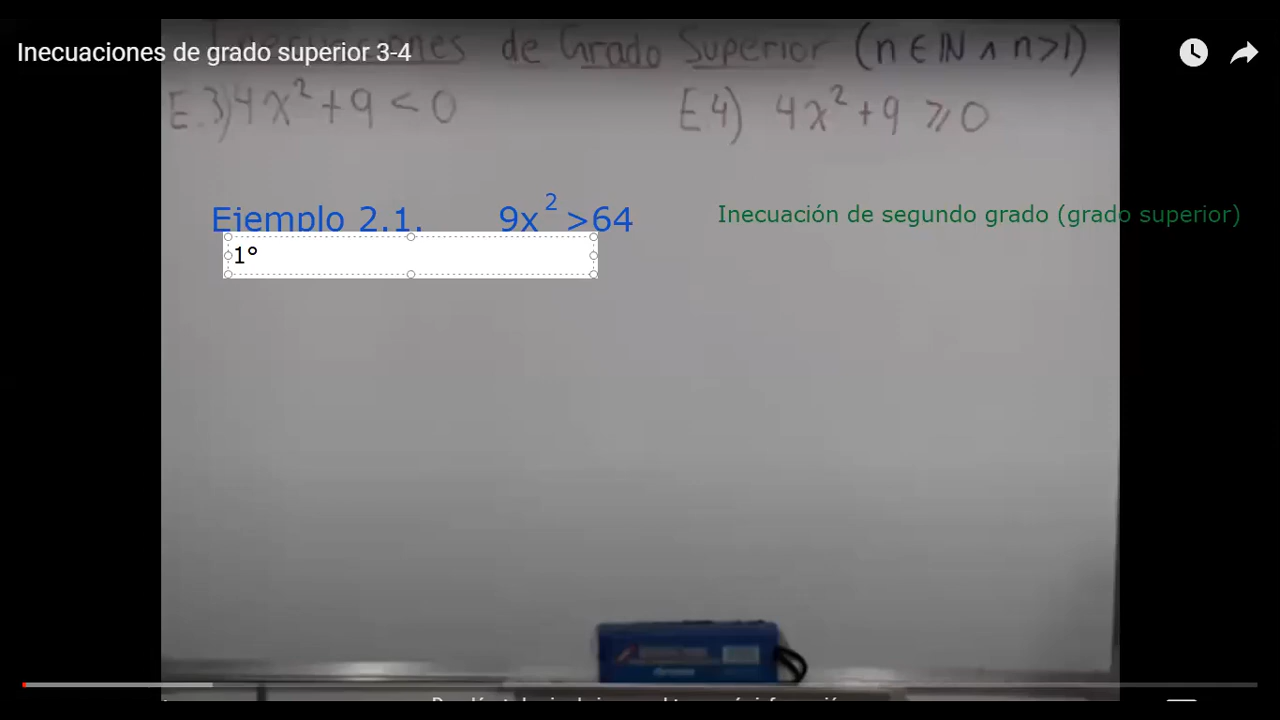 Inecuaciones de grado superior 3-4
de Grado Superior (n ∈ ℕ ∧ n>1)
E.3) 4x² + 9 < 0
E.4) 4x² + 9 ≥ 0
Ejemplo 2.1. 9x² >64
Inecuación de segundo grado (grado superior)
1°